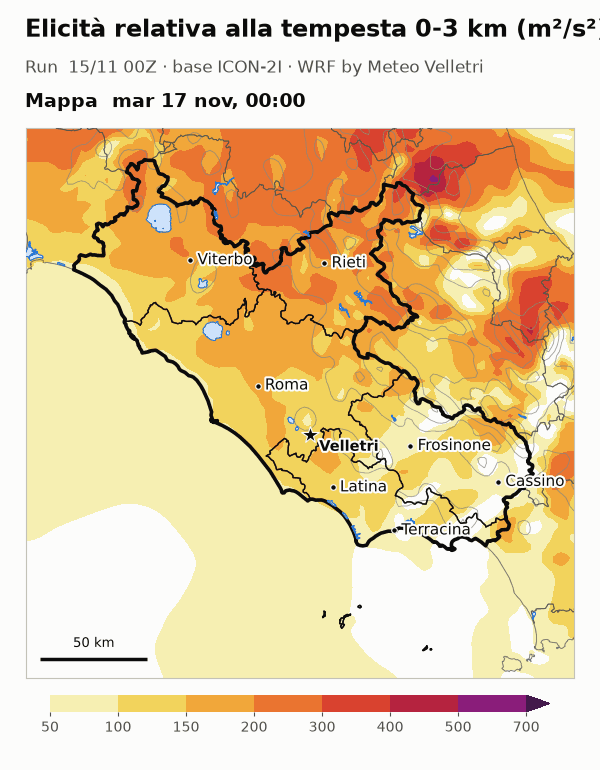 Elicità relativa alla tempesta 0-3 km (m²/s²)
Run  15/11 00Z · base ICON-2I · WRF by Meteo Velletri
Mappa  mar 17 nov, 00:00
Viterbo
Rieti
Roma
Velletri
Frosinone
Cassino
Latina
Terracina
50 km
50 100 150 200 300 400 500 700